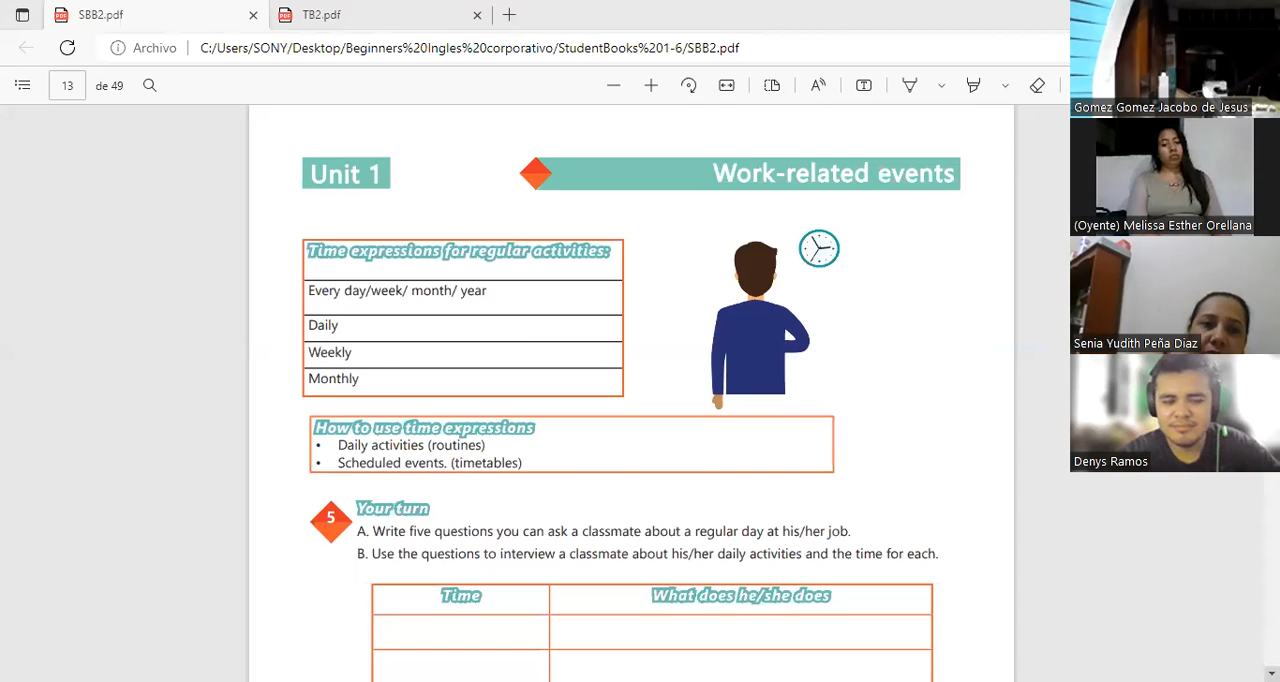 SBB2.pdf
TB2.pdf
Archivo
C:/Users/SONY/Desktop/Beginners%20Ingles%20corporativo/StudentBooks%201-6/SBB2.pdf
13
de 49
Unit 1
Work-related events
Time expressions for regular activities:
Every day/week/ month/ year
Daily
Weekly
Monthly
How to use time expressions
• Daily activities (routines)
• Scheduled events. (timetables)
5
Your turn
A. Write five questions you can ask a classmate about a regular day at his/her job.
B. Use the questions to interview a classmate about his/her daily activities and the time for each.
Time
What does he/she does
Gomez Gomez Jacobo de Jesus
(Oyente) Melissa Esther Orellana
Senia Yudith Peña Diaz
Denys Ramos